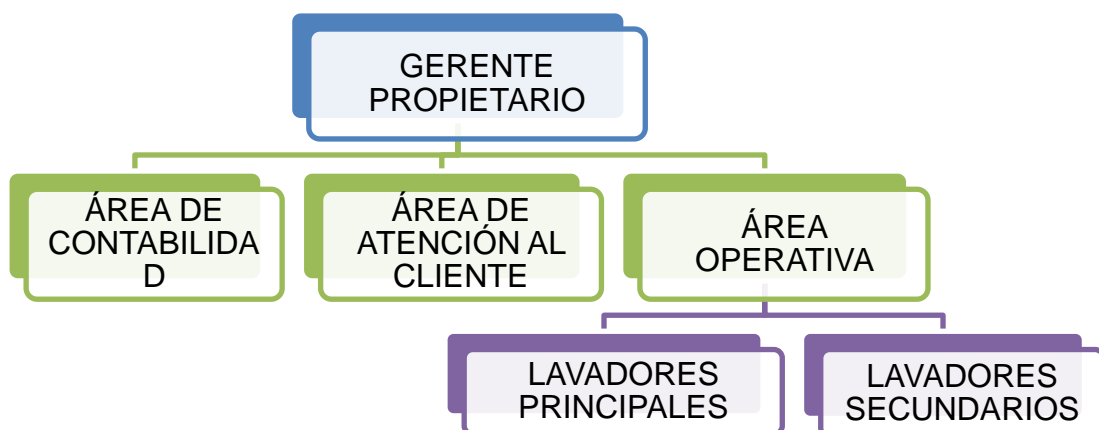 GERENTE
PROPIETARIO
ÁREA DE
CONTABILIDA
D
ÁREA DE
ATENCIÓN AL
CLIENTE
ÁREA
OPERATIVA
LAVADORES
PRINCIPALES
LAVADORES
SECUNDARIOS